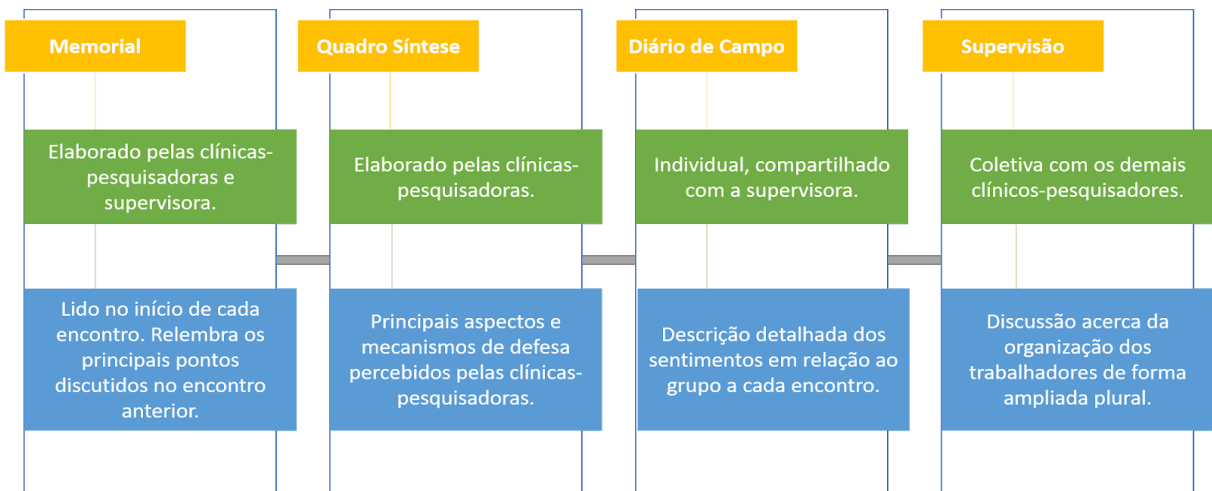 Memorial
Elaborado pelas clínicas-
pesquisadoras e
supervisora.
Lido no início de cada
encontro. Relembra os
principais pontos
discutidos no encontro
anterior.
Quadro Síntese
Elaborado pelas clínicas-
pesquisadoras.
Principais aspectos e
mecanismos de defesa
percebidos pelas clínicas-
pesquisadoras.
Diário de Campo
Individual, compartilhado
com a supervisora.
Descrição detalhada dos
sentimentos em relação ao
grupo a cada encontro.
Supervisão
Coletiva com os demais
clínicos-pesquisadores.
Discussão acerca da
organização dos
trabalhadores de forma
ampliada plural.